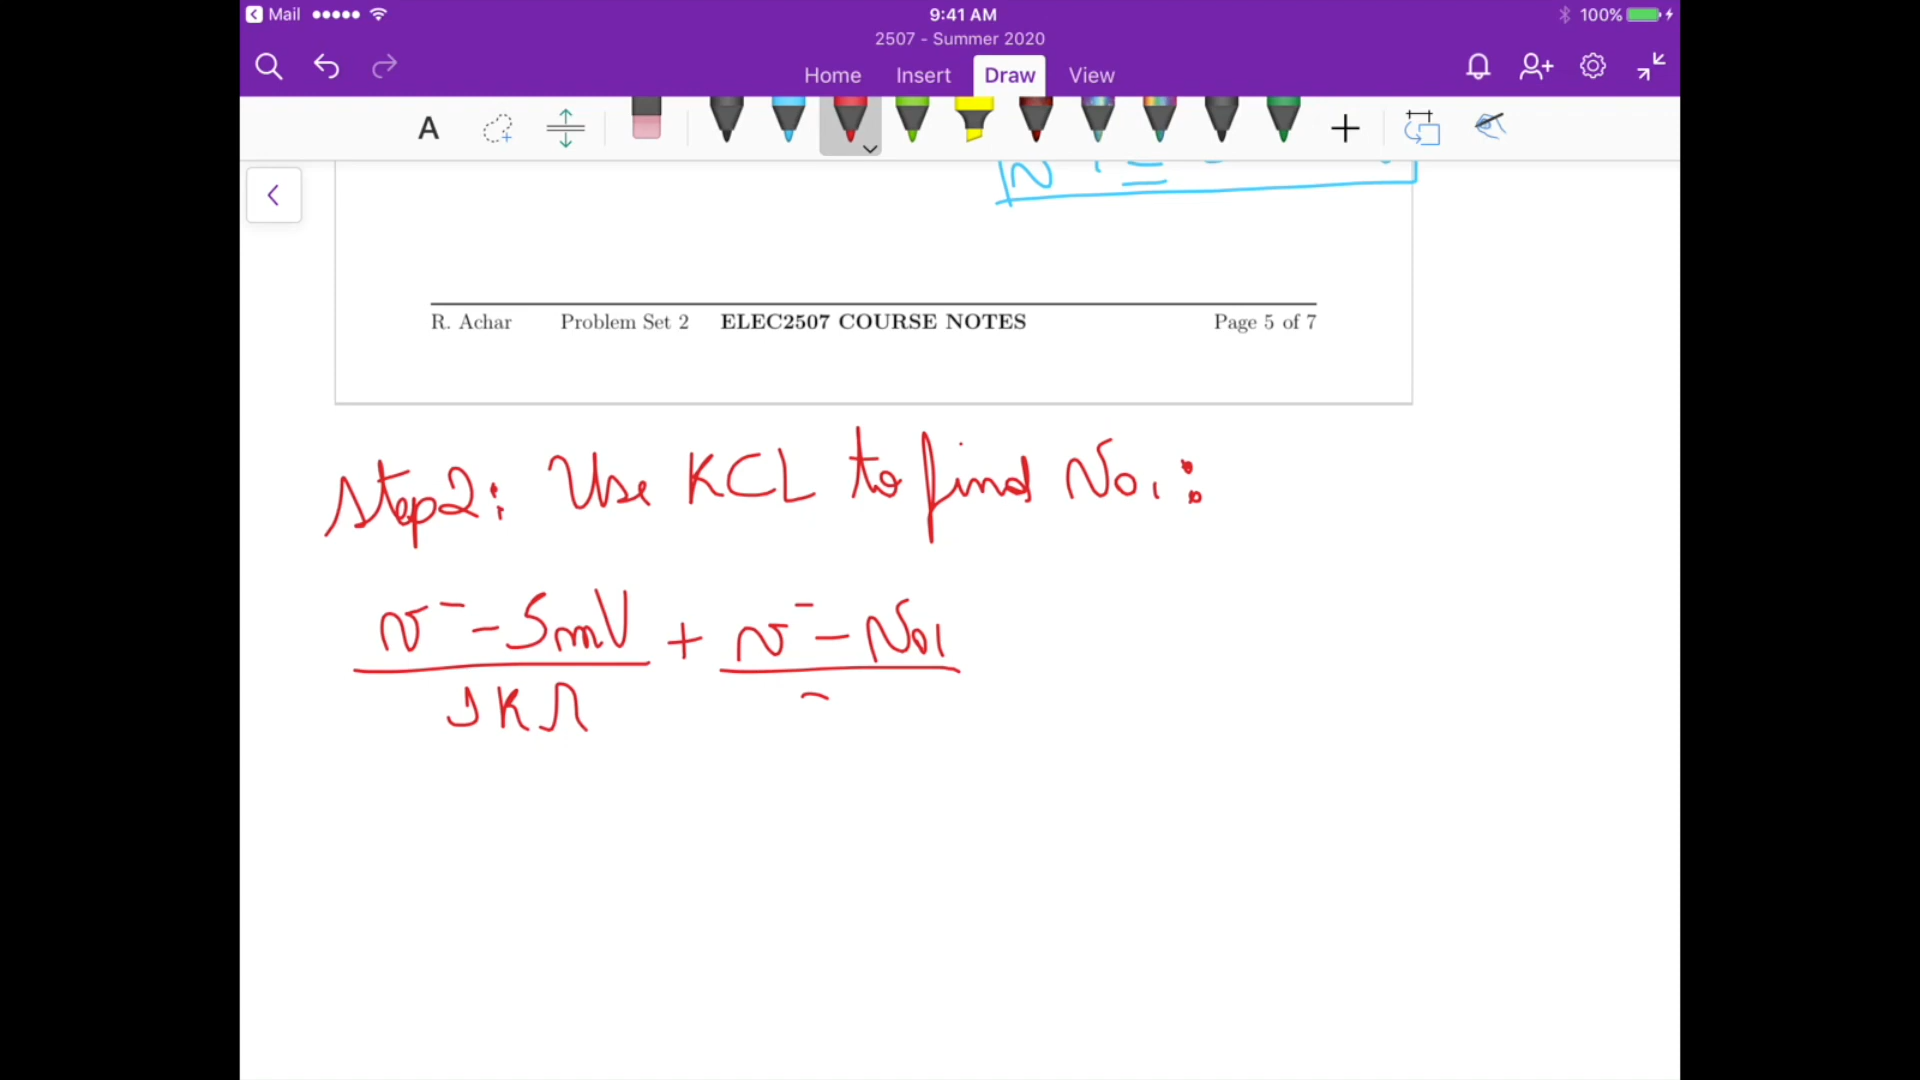 Mail 9:41 AM 100%
2507 - Summer 2020
Home Insert Draw View
A
R. Achar Problem Set 2 ELEC2507 COURSE NOTES Page 5 of 7
Step2: Use KCL to find vo1:
v⁻ - 5mV + v⁻ - vo1
1KΩ